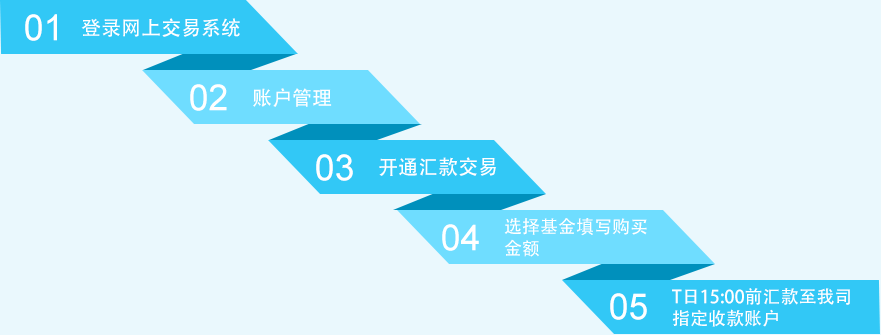 01 登录网上交易系统
02 账户管理
03 开通汇款交易
04 选择基金填写购买
金额
05 T日15:00前汇款至我司
指定收款账户